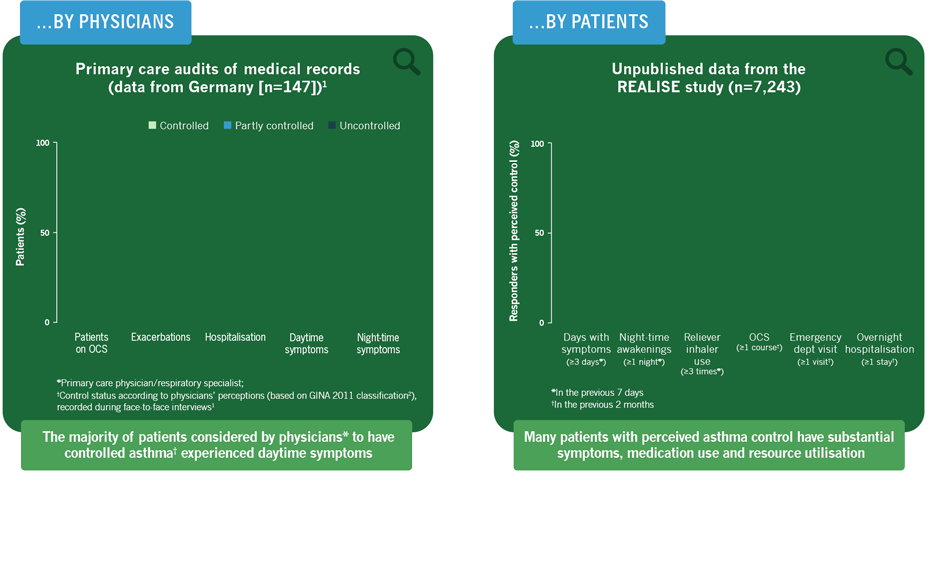 ...BY PHYSICIANS
Primary care audits of medical records
(data from Germany [n=147])¹
Controlled
Partly controlled
Uncontrolled
Patients (%)
100
50
0
Patients
on OCS
Exacerbations
Hospitalisation
Daytime
symptoms
Night-time
symptoms
*Primary care physician/respiratory specialist;
‡Control status according to physicians' perceptions (based on GINA 2011 classification²),
recorded during face-to-face interviews¹
The majority of patients considered by physicians* to have
controlled asthma‡ experienced daytime symptoms
...BY PATIENTS
Unpublished data from the
REALISE study (n=7,243)
Responders with perceived control (%)
100
50
0
Days with
symptoms
(≥3 days*)
Night-time
awakenings
(≥1 night*)
Reliever
inhaler
use
(≥3 times*)
OCS
(≥1 course†)
Emergency
dept visit
(≥1 visit†)
Overnight
hospitalisation
(≥1 stay†)
*In the previous 7 days
†In the previous 2 months
Many patients with perceived asthma control have substantial
symptoms, medication use and resource utilisation